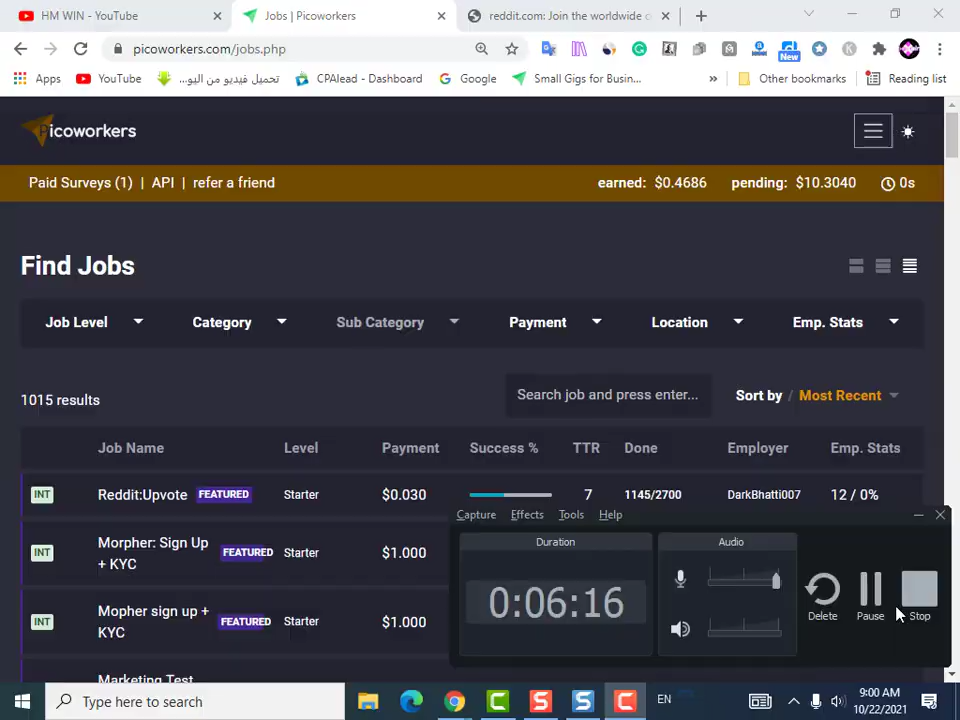 HM WIN - YouTube
Jobs | Picoworkers
reddit.com: Join the worldwide c
picoworkers.com/jobs.php
New
Apps
YouTube
تحميل فيديو من اليو...
CPAlead - Dashboard
Google
Small Gigs for Busin...
»
Other bookmarks
Reading list
Picoworkers
Paid Surveys (1) | API | refer a friend
earned: $0.4686
pending: $10.3040
0s
Find Jobs
Job Level
Category
Sub Category
Payment
Location
Emp. Stats
1015 results
Search job and press enter...
Sort by / Most Recent
Job Name
Level
Payment
Success %
TTR
Done
Employer
Emp. Stats
INT
Reddit:Upvote FEATURED
Starter
$0.030
7
1145/2700
DarkBhatti007
12 / 0%
INT
Morpher: Sign Up
+ KYC
FEATURED
Starter
$1.000
INT
Mopher sign up +
KYC
FEATURED
Starter
$1.000
Marketing Test
Capture
Effects
Tools
Help
Duration
0:06:16
Audio
Delete
Pause
Stop
Type here to search
EN
9:00 AM
10/22/2021